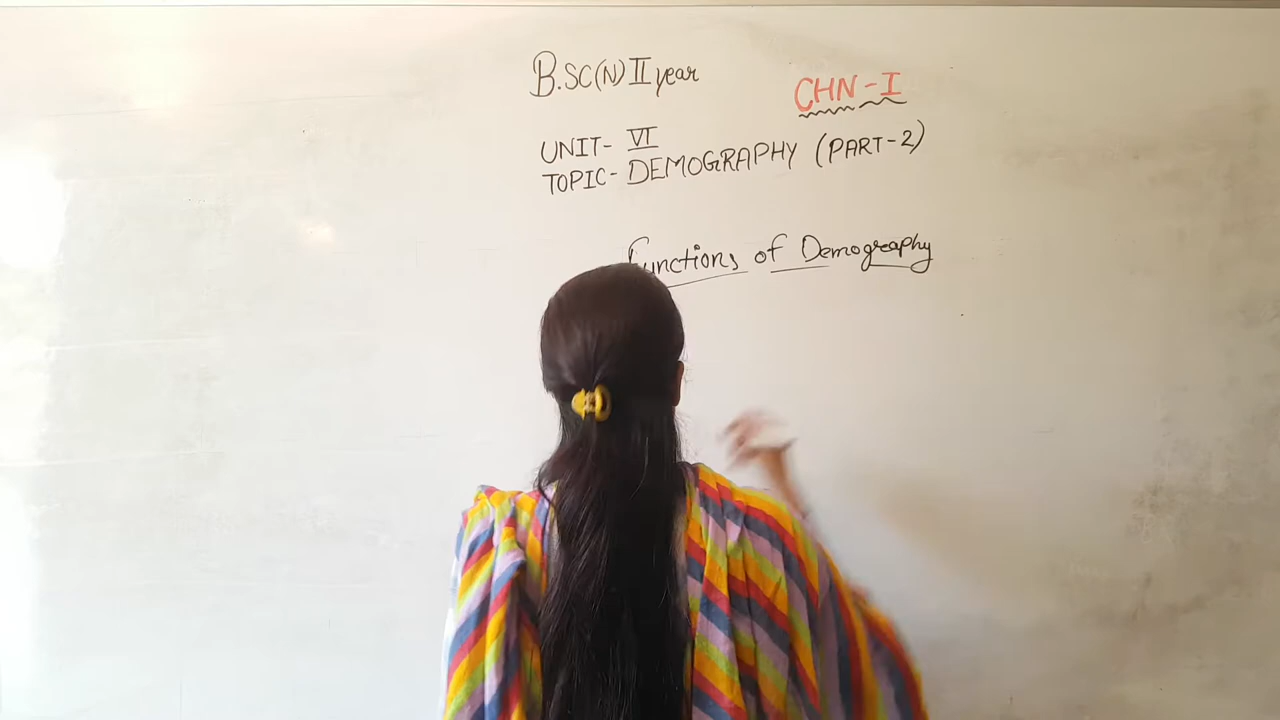 B.SC(N) II year
CHN-I
UNIT- VI
TOPIC- DEMOGRAPHY (PART-2)
Functions of Demography